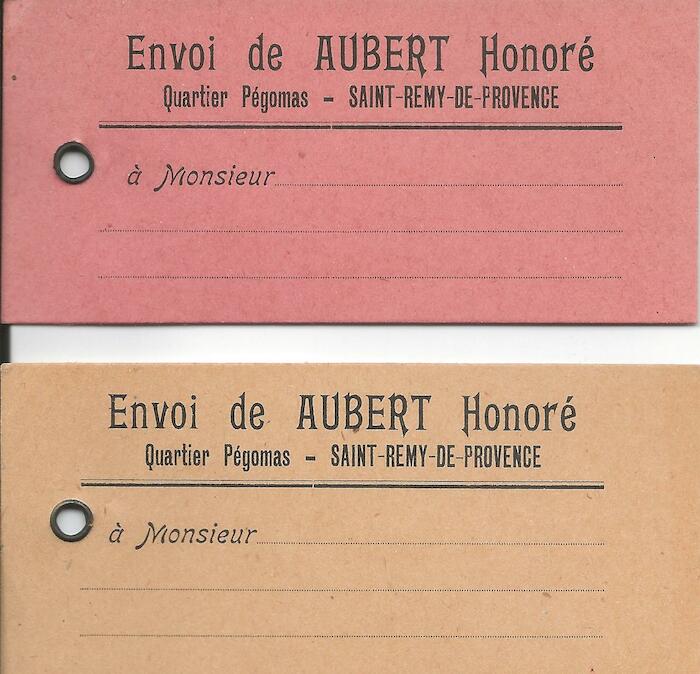 Envoi de AUBERT Honoré
Quartier Pégomas - SAINT-REMY-DE-PROVENCE
à Monsieur
Envoi de AUBERT Honoré
Quartier Pégomas - SAINT-REMY-DE-PROVENCE
à Monsieur